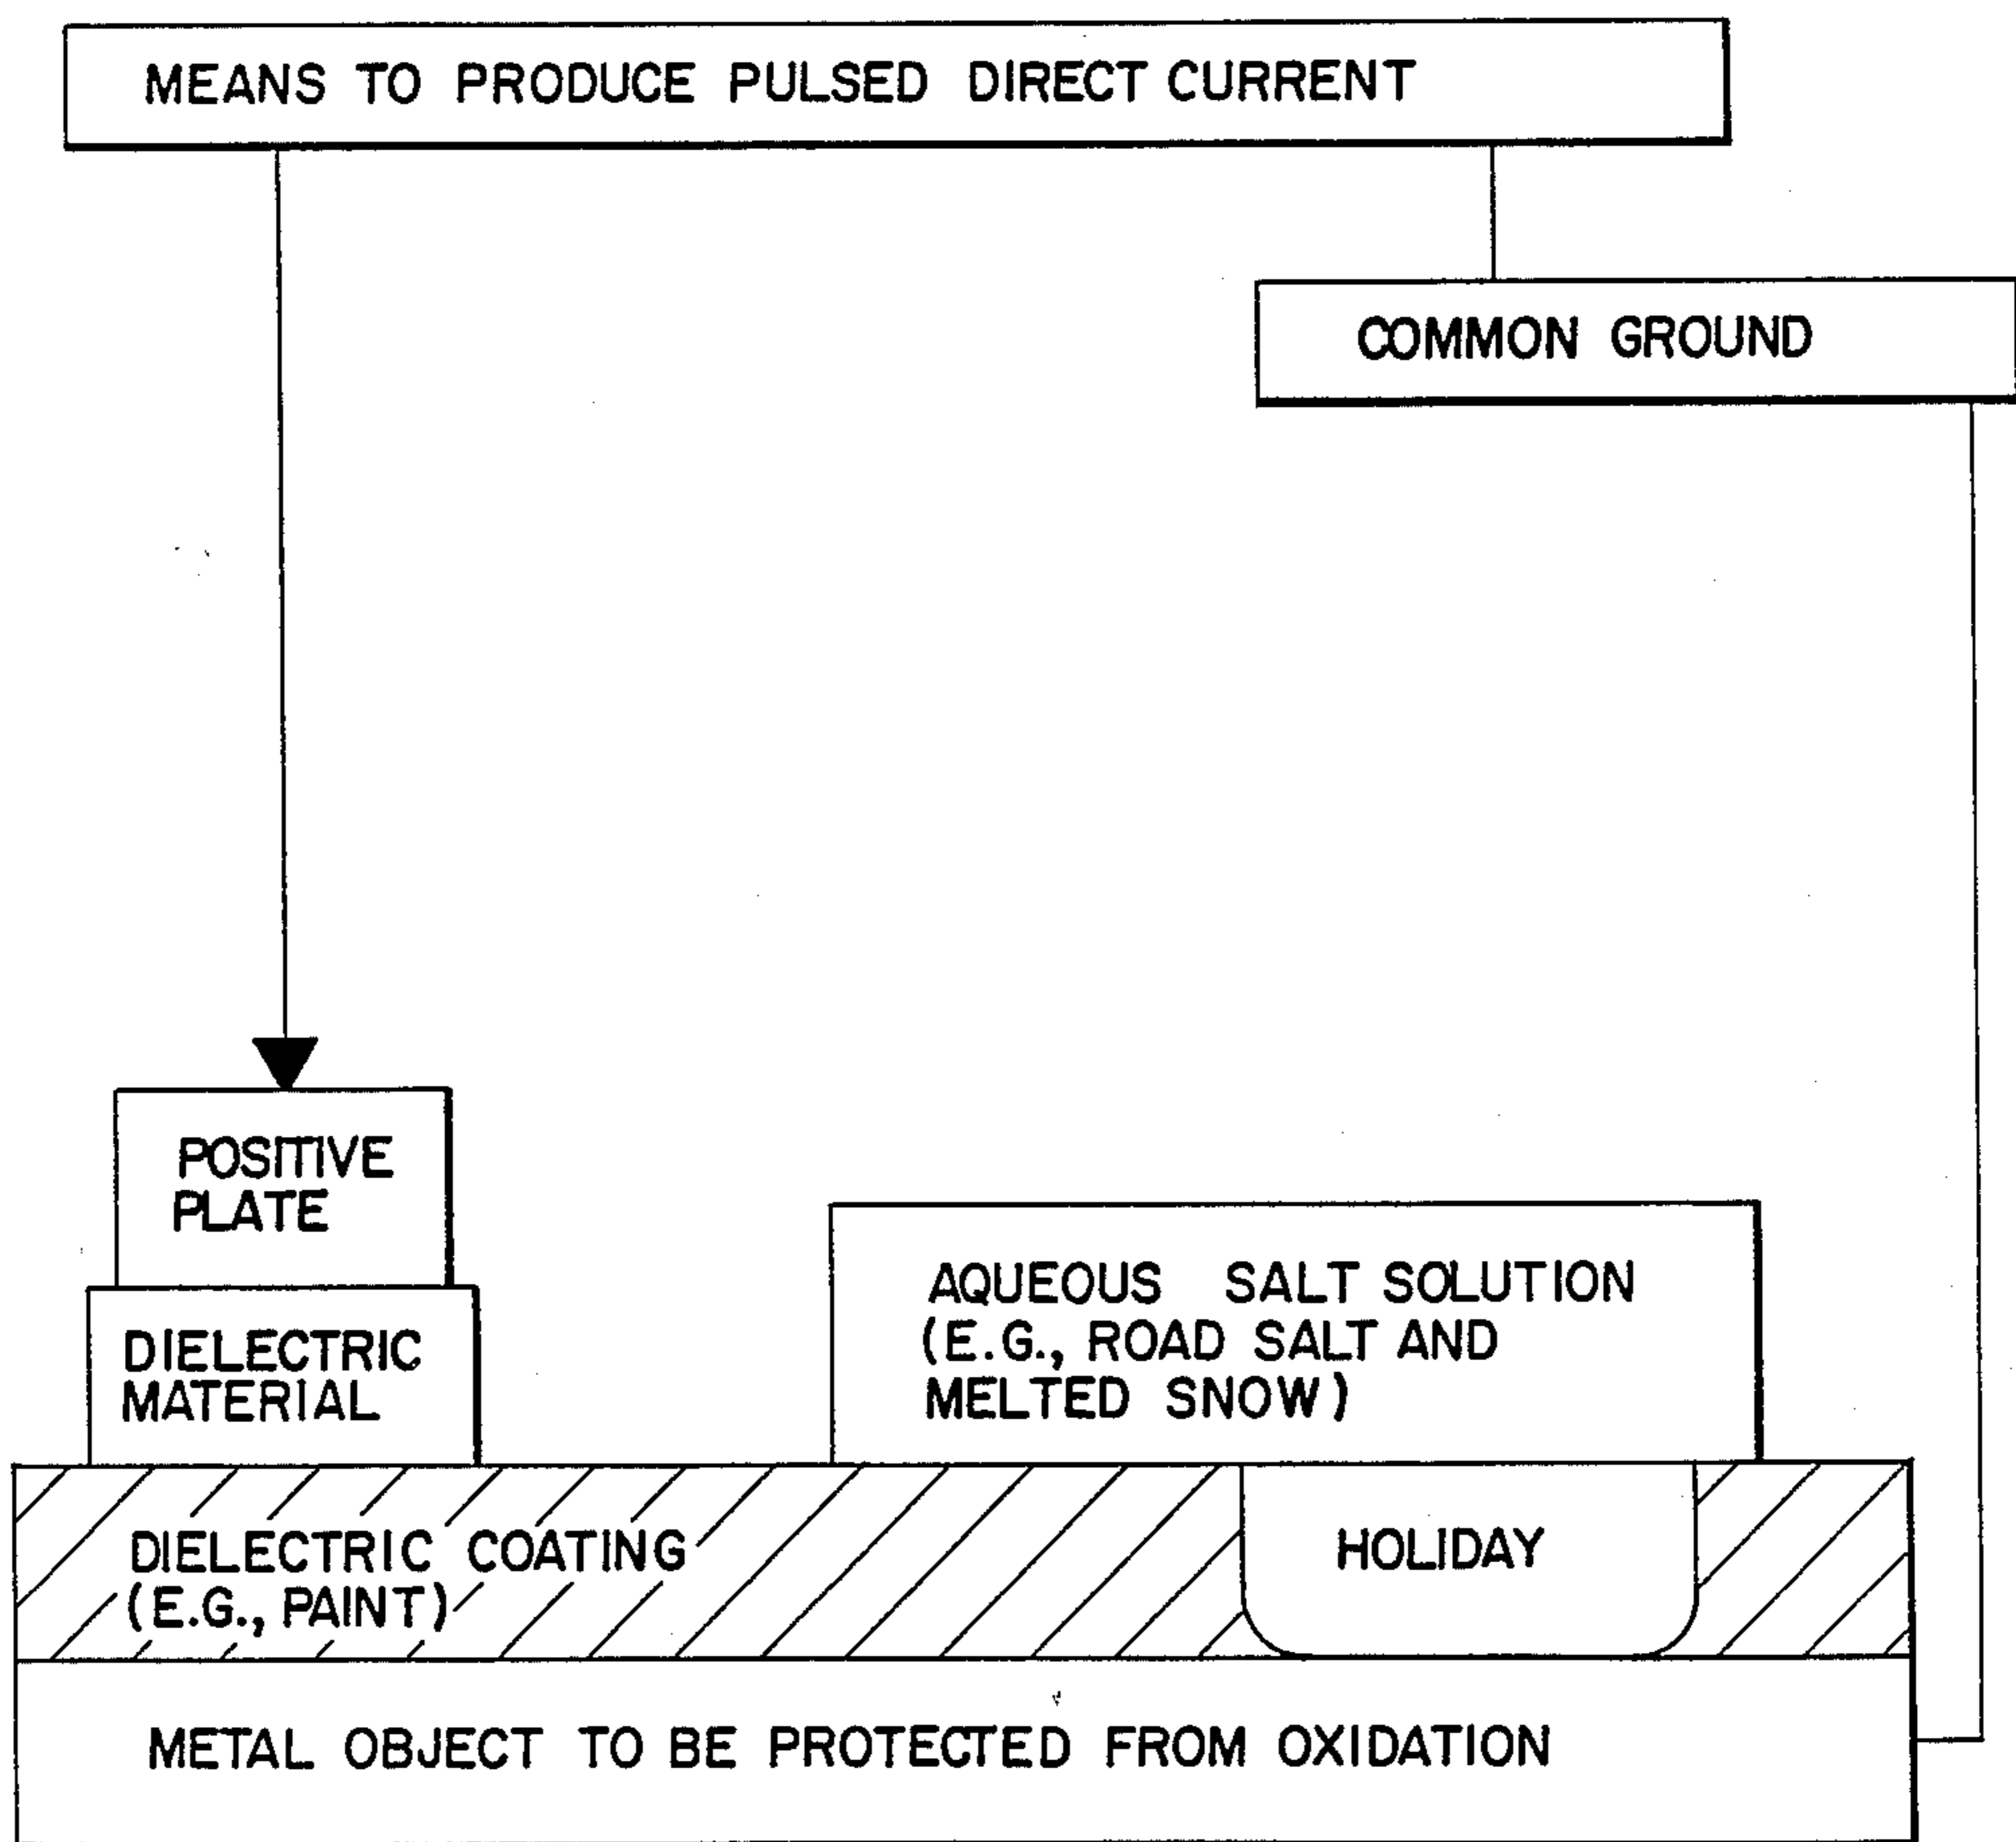 MEANS TO PRODUCE PULSED DIRECT CURRENT
COMMON GROUND
POSITIVE
PLATE
DIELECTRIC
MATERIAL
AQUEOUS SALT SOLUTION
(E.G., ROAD SALT AND
MELTED SNOW)
DIELECTRIC COATING
(E.G., PAINT)
HOLIDAY
METAL OBJECT TO BE PROTECTED FROM OXIDATION